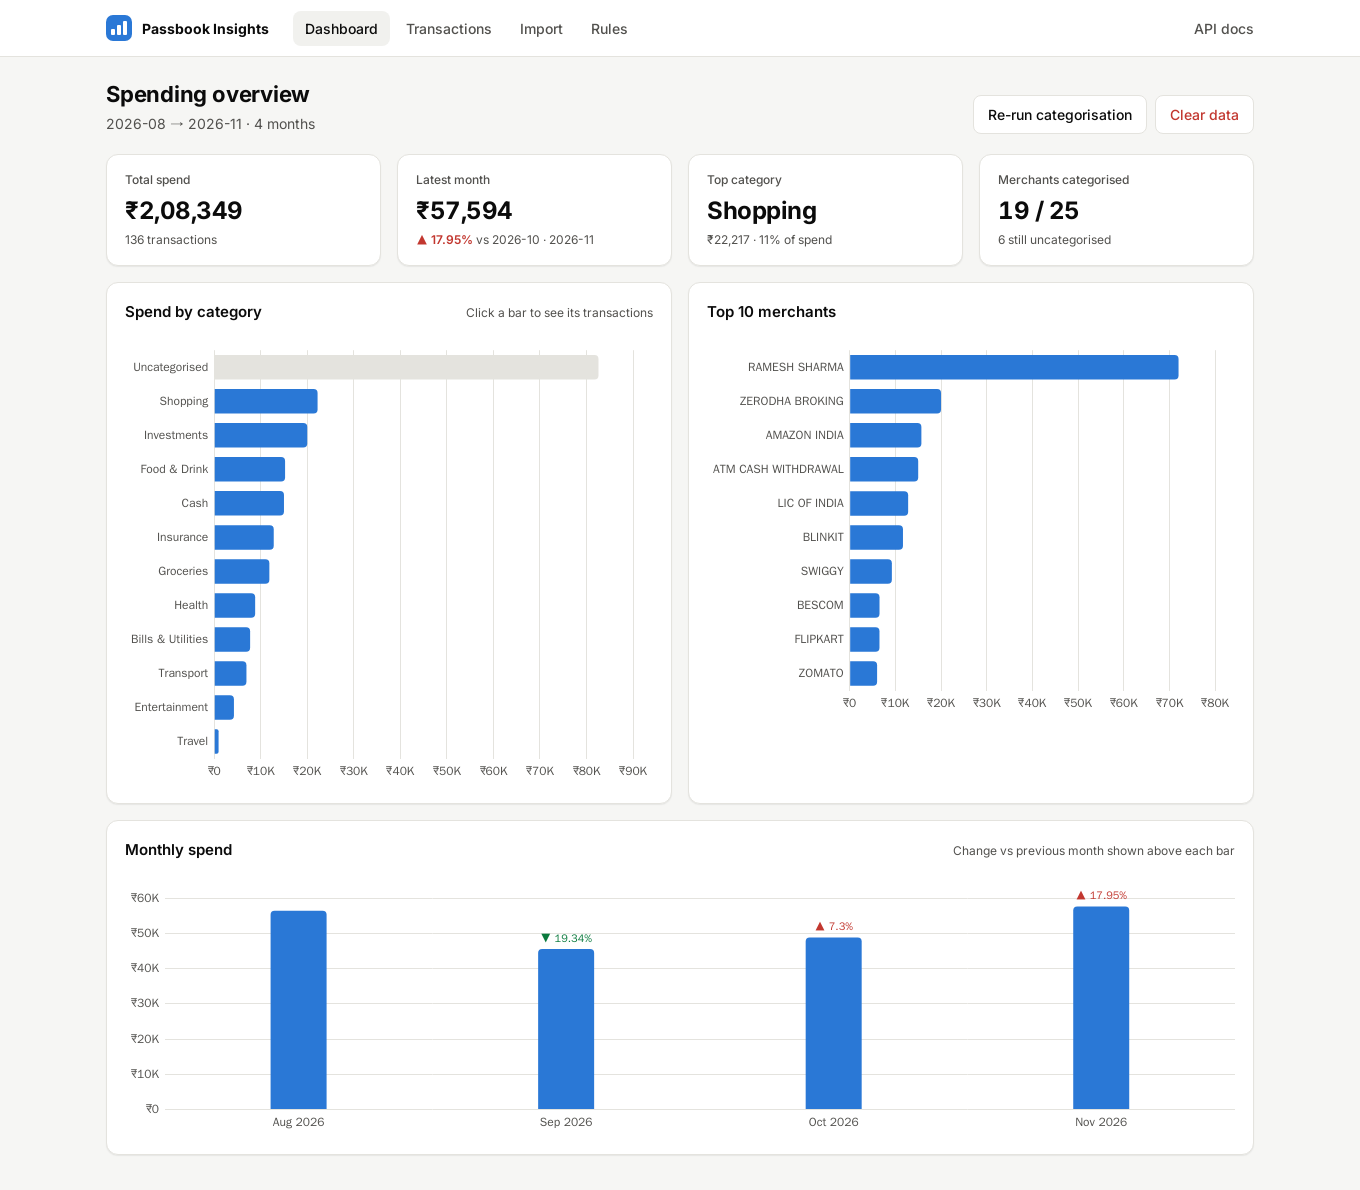 Passbook Insights Dashboard Transactions Import Rules API docs
Spending overview
2026-08 → 2026-11 · 4 months
Re-run categorisation Clear data
Total spend
₹2,08,349
136 transactions
Latest month
₹57,594
▲ 17.95% vs 2026-10 · 2026-11
Top category
Shopping
₹22,217 · 11% of spend
Merchants categorised
19 / 25
6 still uncategorised
Spend by category
Click a bar to see its transactions
Uncategorised
Shopping
Investments
Food & Drink
Cash
Insurance
Groceries
Health
Bills & Utilities
Transport
Entertainment
Travel
₹0 ₹10K ₹20K ₹30K ₹40K ₹50K ₹60K ₹70K ₹80K ₹90K
Top 10 merchants
RAMESH SHARMA
ZERODHA BROKING
AMAZON INDIA
ATM CASH WITHDRAWAL
LIC OF INDIA
BLINKIT
SWIGGY
BESCOM
FLIPKART
ZOMATO
₹0 ₹10K ₹20K ₹30K ₹40K ₹50K ₹60K ₹70K ₹80K
Monthly spend
Change vs previous month shown above each bar
₹60K
₹50K
₹40K
₹30K
₹20K
₹10K
₹0
▼ 19.34%
▲ 7.3%
▲ 17.95%
Aug 2026 Sep 2026 Oct 2026 Nov 2026